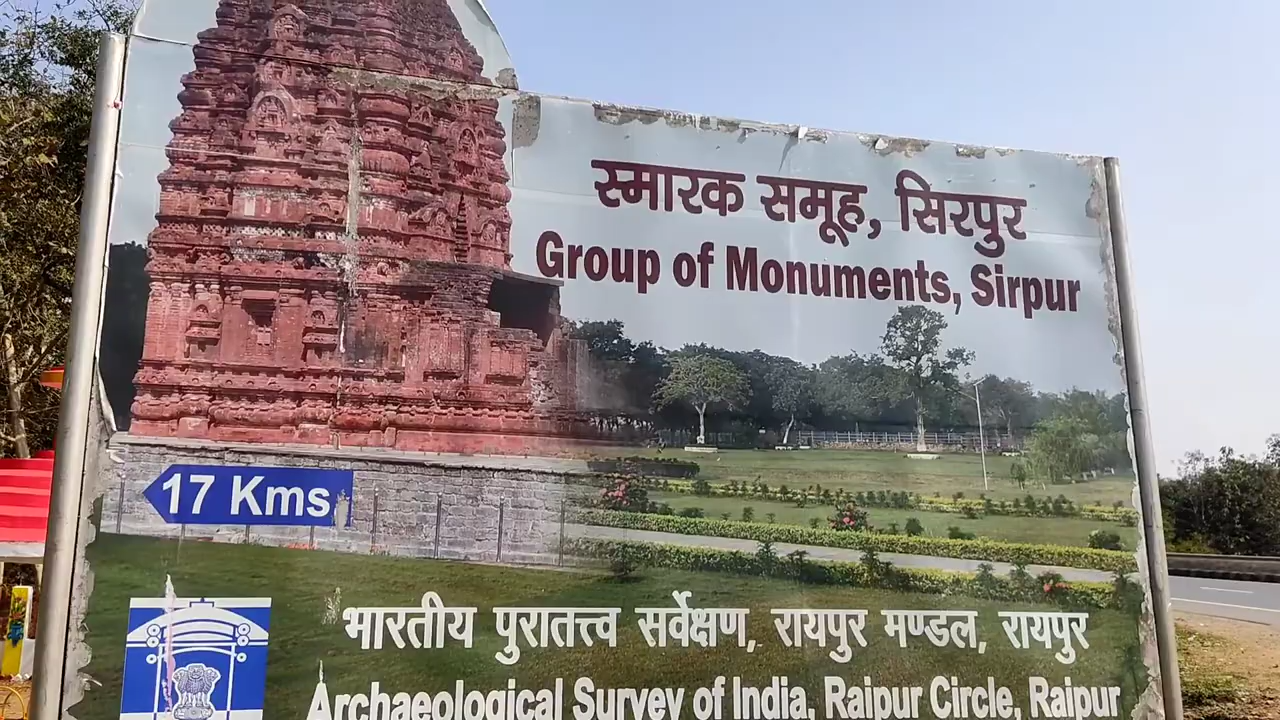 स्मारक समूह, सिरपुर
Group of Monuments, Sirpur
17 Kms
भारतीय पुरातत्त्व सर्वेक्षण, रायपुर मण्डल, रायपुर
Archaeological Survey of India, Raipur Circle, Raipur